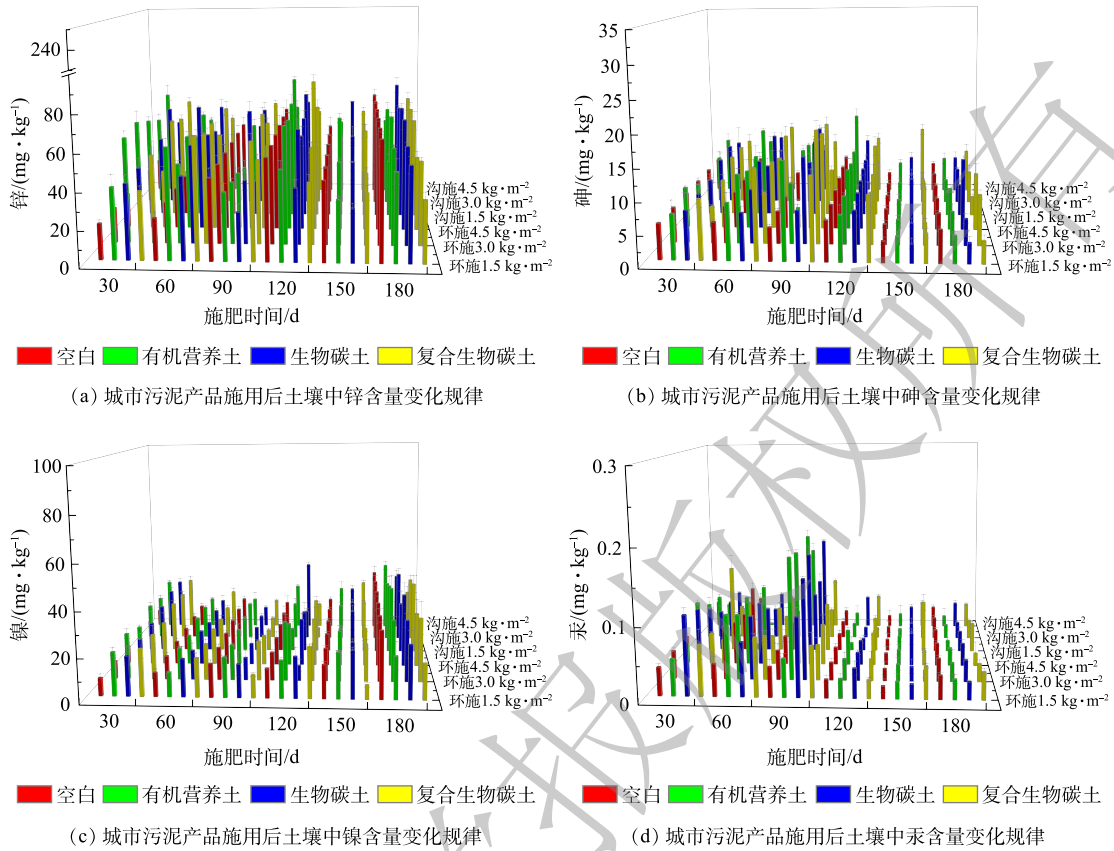 240
80
60
40
20
0
锌/(mg·kg⁻¹)
沟施4.5 kg·m⁻²
沟施3.0 kg·m⁻²
沟施1.5 kg·m⁻²
环施4.5 kg·m⁻²
环施3.0 kg·m⁻²
环施1.5 kg·m⁻²
30 60 90 120 150 180
施肥时间/d
空白 有机营养土 生物碳土 复合生物碳土
(a) 城市污泥产品施用后土壤中锌含量变化规律
35
30
25
20
15
10
5
0
砷/(mg·kg⁻¹)
沟施4.5 kg·m⁻²
沟施3.0 kg·m⁻²
沟施1.5 kg·m⁻²
环施4.5 kg·m⁻²
环施3.0 kg·m⁻²
环施1.5 kg·m⁻²
30 60 90 120 150 180
施肥时间/d
空白 有机营养土 生物碳土 复合生物碳土
(b) 城市污泥产品施用后土壤中砷含量变化规律
100
80
60
40
20
0
镍/(mg·kg⁻¹)
沟施4.5 kg·m⁻²
沟施3.0 kg·m⁻²
沟施1.5 kg·m⁻²
环施4.5 kg·m⁻²
环施3.0 kg·m⁻²
环施1.5 kg·m⁻²
30 60 90 120 150 180
施肥时间/d
空白 有机营养土 生物碳土 复合生物碳土
(c) 城市污泥产品施用后土壤中镍含量变化规律
0.3
0.2
0.1
0
汞/(mg·kg⁻¹)
沟施4.5 kg·m⁻²
沟施3.0 kg·m⁻²
沟施1.5 kg·m⁻²
环施4.5 kg·m⁻²
环施3.0 kg·m⁻²
环施1.5 kg·m⁻²
30 60 90 120 150 180
施肥时间/d
空白 有机营养土 生物碳土 复合生物碳土
(d) 城市污泥产品施用后土壤中汞含量变化规律
报版权所有